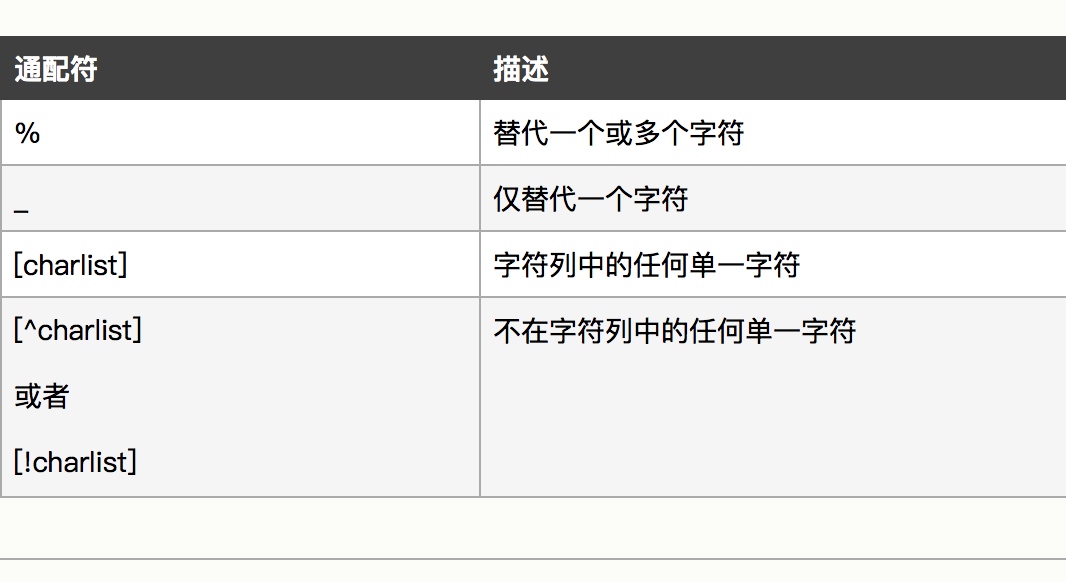 通配符 描述
% 替代一个或多个字符
_ 仅替代一个字符
[charlist] 字符列中的任何单一字符
[^charlist] 不在字符列中的任何单一字符
或者
[!charlist]